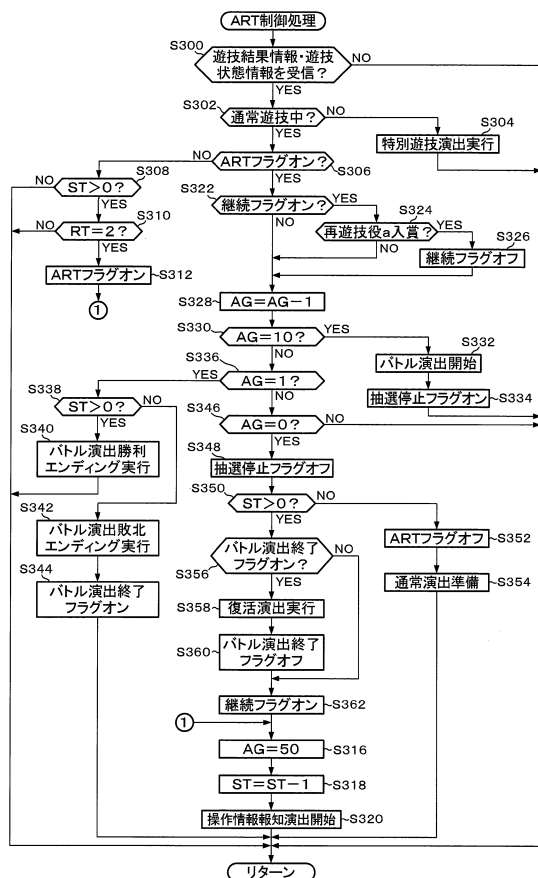 ART制御処理
S300
遊技結果情報・遊技
状態情報を受信？
NO
YES
S302
通常遊技中？
NO
YES
S304
特別遊技演出実行
NO
ARTフラグオン？
S306
YES
S308
NO
ST>0？
YES
S322
継続フラグオン？
YES
NO
S310
NO
RT=2？
YES
S324
再遊技役a入賞？
YES
NO
S326
継続フラグオフ
ARTフラグオン
S312
①
S328
AG=AG−1
S330
AG=10？
YES
NO
S332
バトル演出開始
S336
YES
AG=1？
NO
抽選停止フラグオン
S334
S338
ST>0？
NO
YES
S346
AG=0？
NO
YES
S340
バトル演出勝利
エンディング実行
S348
抽選停止フラグオフ
S350
ST>0？
NO
YES
S342
バトル演出敗北
エンディング実行
ARTフラグオフ
S352
S344
バトル演出終了
フラグオン
バトル演出終了
フラグオン？
NO
S356
YES
通常演出準備
S354
S358
復活演出実行
S360
バトル演出終了
フラグオフ
継続フラグオン
S362
①
AG=50
S316
ST=ST−1
S318
操作情報報知演出開始
S320
リターン